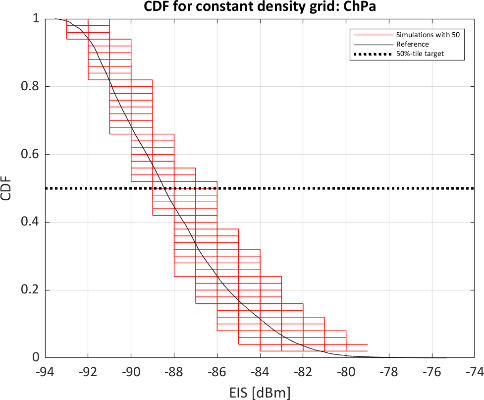 CDF for constant density grid: ChPa
Simulations with 50
Reference
50%-tile target
1
0.8
0.6
0.4
0.2
0
CDF
-94 -92 -90 -88 -86 -84 -82 -80 -78 -76 -74
EIS [dBm]